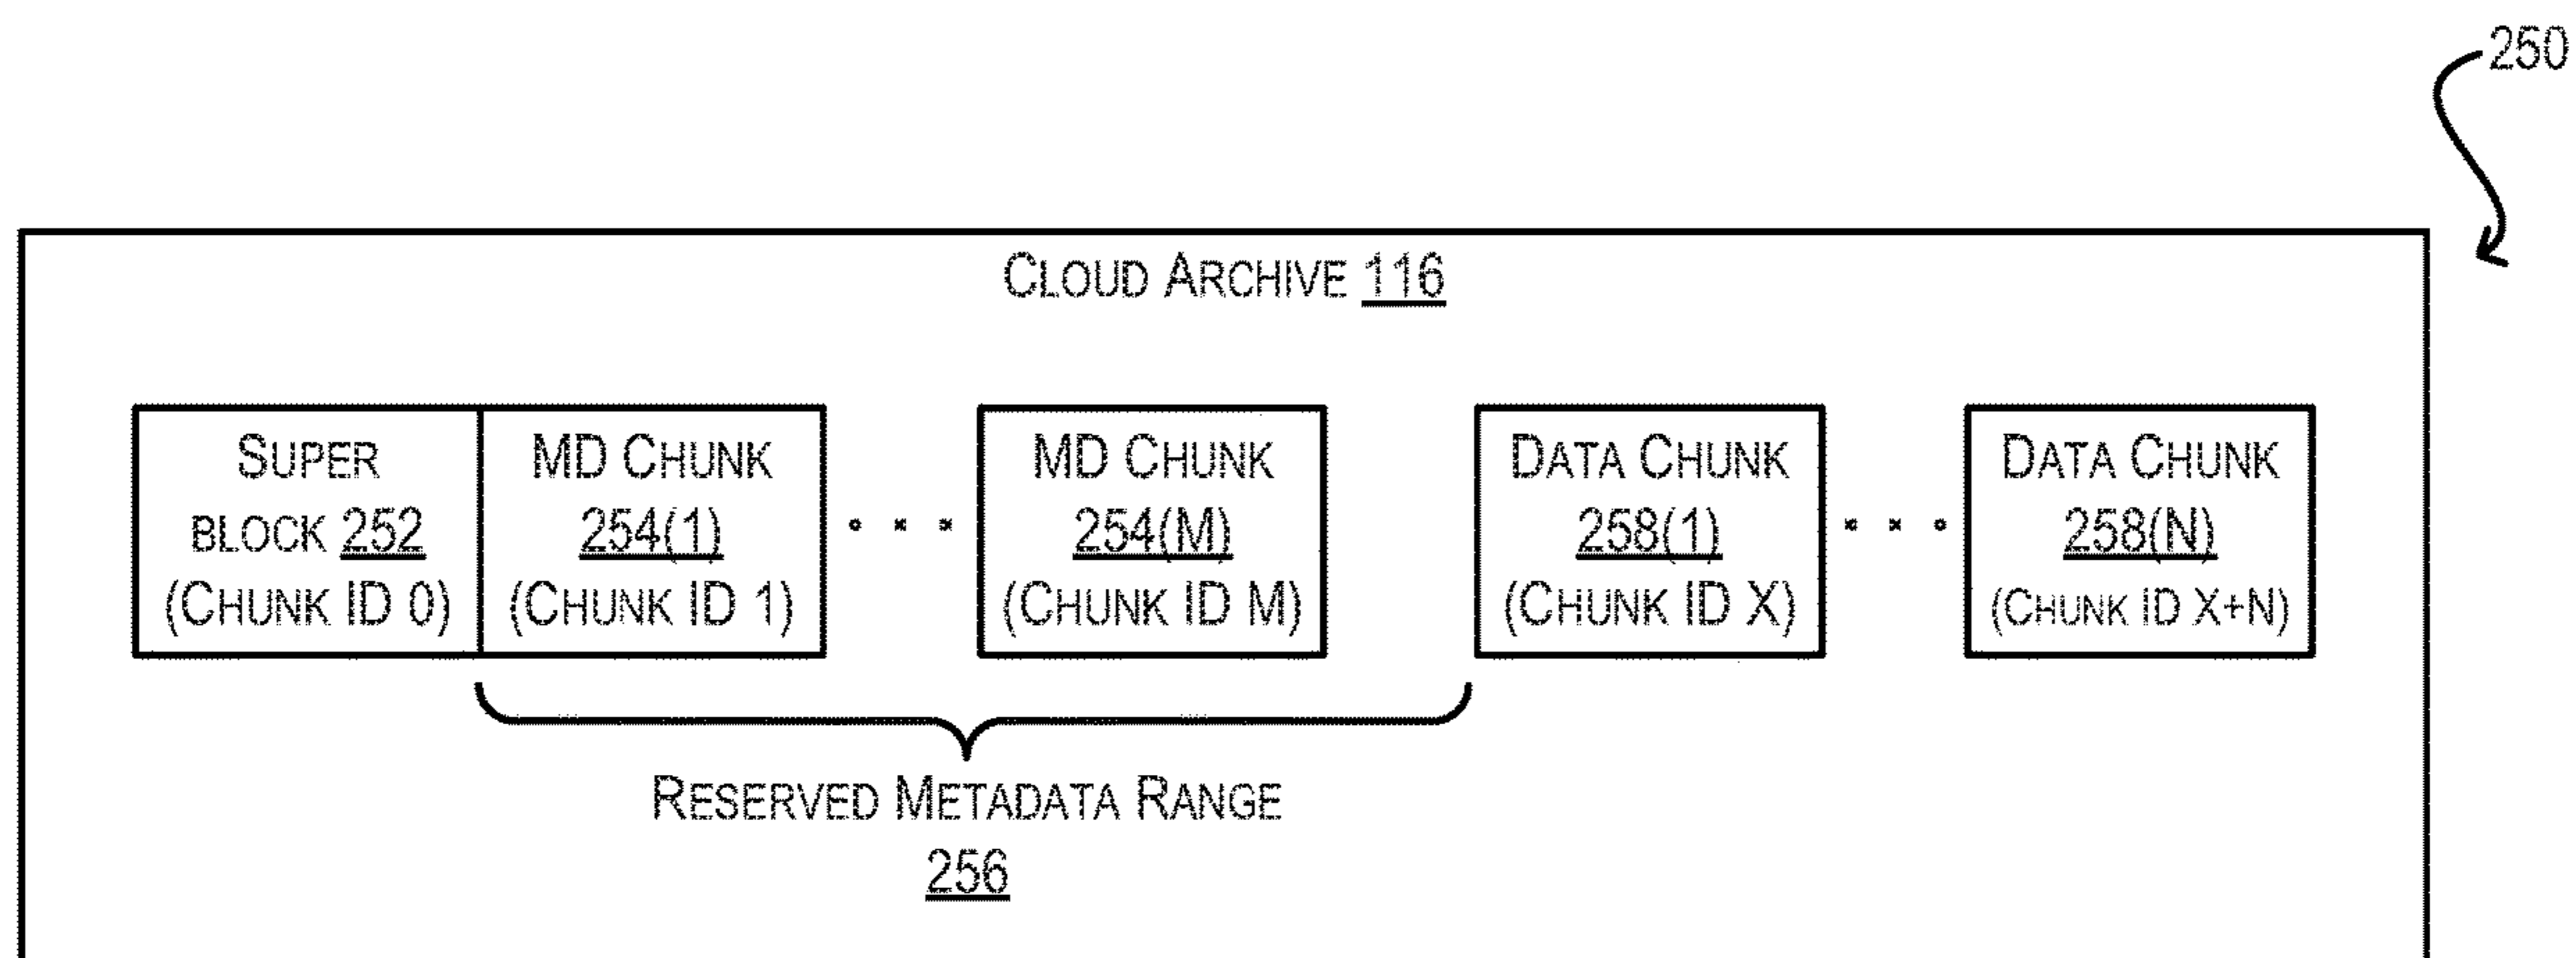 250
CLOUD ARCHIVE 116
SUPER
BLOCK 252
(CHUNK ID 0)
MD CHUNK
254(1)
(CHUNK ID 1)
MD CHUNK
254(M)
(CHUNK ID M)
DATA CHUNK
258(1)
(CHUNK ID X)
DATA CHUNK
258(N)
(CHUNK ID X+N)
RESERVED METADATA RANGE
256